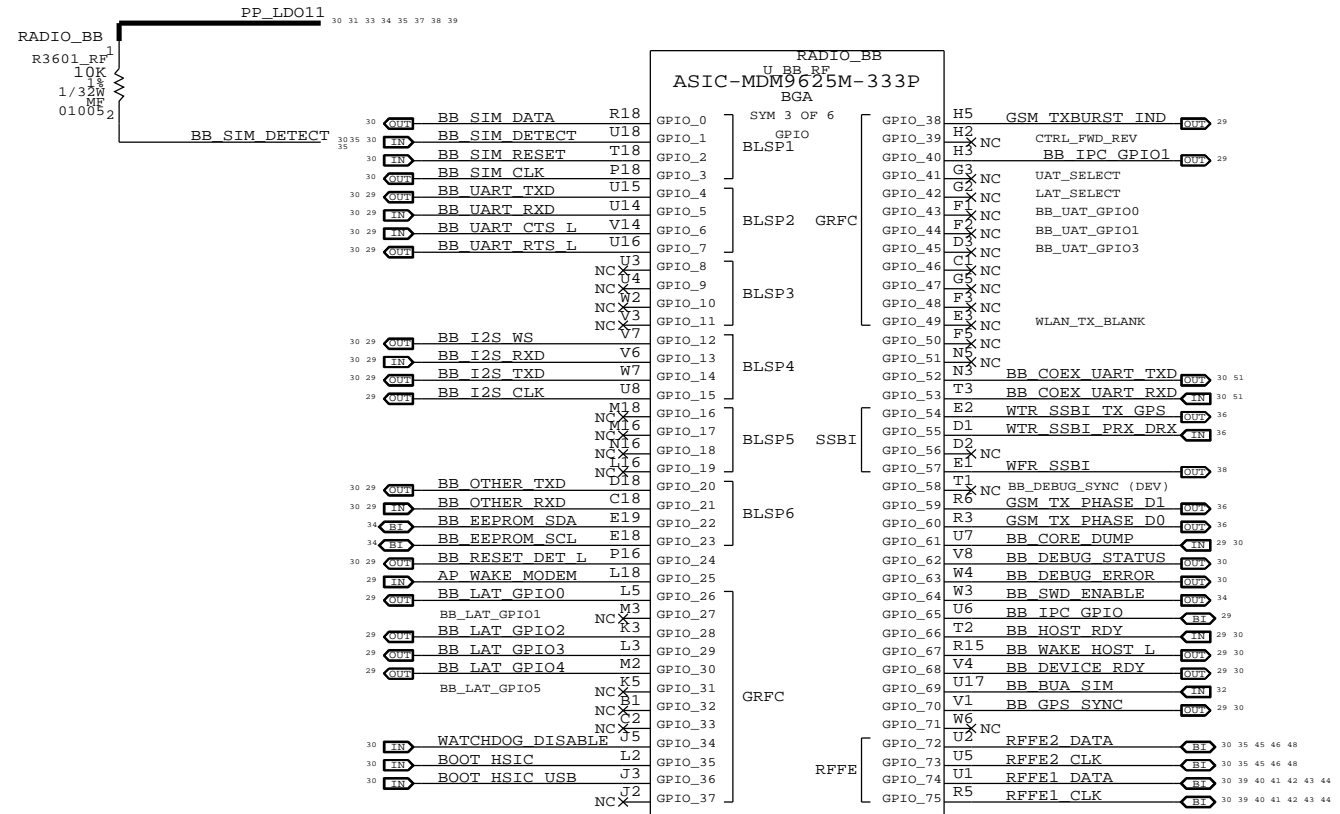 PP_LDO11 30 31 33 34 35 37 38 39
RADIO_BB
R3601_RF 1
10K
1%
1/32W
MF
01005 2
BB_SIM_DETECT 30 35
RADIO_BB
U_BB_RF
ASIC-MDM9625M-333P
BGA
SYM 3 OF 6
GPIO
30 OUT BB_SIM_DATA R18 GPIO_0
35 30 IN BB_SIM_DETECT U18 GPIO_1
BLSP1
30 IN BB_SIM_RESET T18 GPIO_2
30 OUT BB_SIM_CLK P18 GPIO_3
30 29 OUT BB_UART_TXD U15 GPIO_4
30 29 IN BB_UART_RXD U14 GPIO_5
BLSP2
30 29 IN BB_UART_CTS_L V14 GPIO_6
30 29 OUT BB_UART_RTS_L U16 GPIO_7
NC U3 GPIO_8
NC U4 GPIO_9
BLSP3
NC W2 GPIO_10
NC V3 GPIO_11
30 29 OUT BB_I2S_WS V7 GPIO_12
30 29 IN BB_I2S_RXD V6 GPIO_13
BLSP4
30 29 OUT BB_I2S_TXD W7 GPIO_14
29 OUT BB_I2S_CLK U8 GPIO_15
NC M18 GPIO_16
NC M16 GPIO_17
BLSP5
NC N16 GPIO_18
NC L16 GPIO_19
30 29 OUT BB_OTHER_TXD D18 GPIO_20
30 29 IN BB_OTHER_RXD C18 GPIO_21
BLSP6
34 BI BB_EEPROM_SDA E19 GPIO_22
34 BI BB_EEPROM_SCL E18 GPIO_23
30 29 OUT BB_RESET_DET_L P16 GPIO_24
29 IN AP_WAKE_MODEM L18 GPIO_25
29 OUT BB_LAT_GPIO0 L5 GPIO_26
BB_LAT_GPIO1 NC M3 GPIO_27
29 OUT BB_LAT_GPIO2 K3 GPIO_28
29 OUT BB_LAT_GPIO3 L3 GPIO_29
29 OUT BB_LAT_GPIO4 M2 GPIO_30
BB_LAT_GPIO5 NC K5 GPIO_31
GRFC
NC B1 GPIO_32
NC C2 GPIO_33
30 IN WATCHDOG_DISABLE J5 GPIO_34
30 IN BOOT_HSIC L2 GPIO_35
30 IN BOOT_HSIC_USB J3 GPIO_36
NC J2 GPIO_37
GPIO_38 H5 GSM_TXBURST_IND OUT 29
GPIO_39 H2 NC CTRL_FWD_REV
GPIO_40 H3 BB_IPC_GPIO1 OUT 29
GPIO_41 G3 NC UAT_SELECT
GPIO_42 G2 NC LAT_SELECT
GRFC
GPIO_43 F1 NC BB_UAT_GPIO0
GPIO_44 F2 NC BB_UAT_GPIO1
GPIO_45 D3 NC BB_UAT_GPIO3
GPIO_46 C1 NC
GPIO_47 G5 NC
GPIO_48 F3 NC
GPIO_49 E3 NC WLAN_TX_BLANK
GPIO_50 F5 NC
GPIO_51 N5 NC
GPIO_52 N3 BB_COEX_UART_TXD OUT 30 51
GPIO_53 T3 BB_COEX_UART_RXD IN 30 51
GPIO_54 E2 WTR_SSBI_TX_GPS OUT 36
GPIO_55 D1 WTR_SSBI_PRX_DRX IN 36
SSBI
GPIO_56 D2 NC
GPIO_57 E1 WFR_SSBI OUT 38
GPIO_58 T1 NC BB_DEBUG_SYNC (DEV)
GPIO_59 R6 GSM_TX_PHASE_D1 OUT 36
GPIO_60 R3 GSM_TX_PHASE_D0 OUT 36
GPIO_61 U7 BB_CORE_DUMP IN 29 30
GPIO_62 V8 BB_DEBUG_STATUS OUT 30
GPIO_63 W4 BB_DEBUG_ERROR OUT 30
GPIO_64 W3 BB_SWD_ENABLE OUT 34
GPIO_65 U6 BB_IPC_GPIO BI 29
GPIO_66 T2 BB_HOST_RDY IN 29 30
GPIO_67 R15 BB_WAKE_HOST_L OUT 29 30
GPIO_68 V4 BB_DEVICE_RDY OUT 29 30
GPIO_69 U17 BB_BUA_SIM IN 32
GPIO_70 V1 BB_GPS_SYNC OUT 29 30
GPIO_71 W6 NC
GPIO_72 U2 RFFE2_DATA BI 30 35 45 46 48
GPIO_73 U5 RFFE2_CLK BI 30 35 45 46 48
RFFE
GPIO_74 U1 RFFE1_DATA BI 30 39 40 41 42 43 44
GPIO_75 R5 RFFE1_CLK BI 30 39 40 41 42 43 44